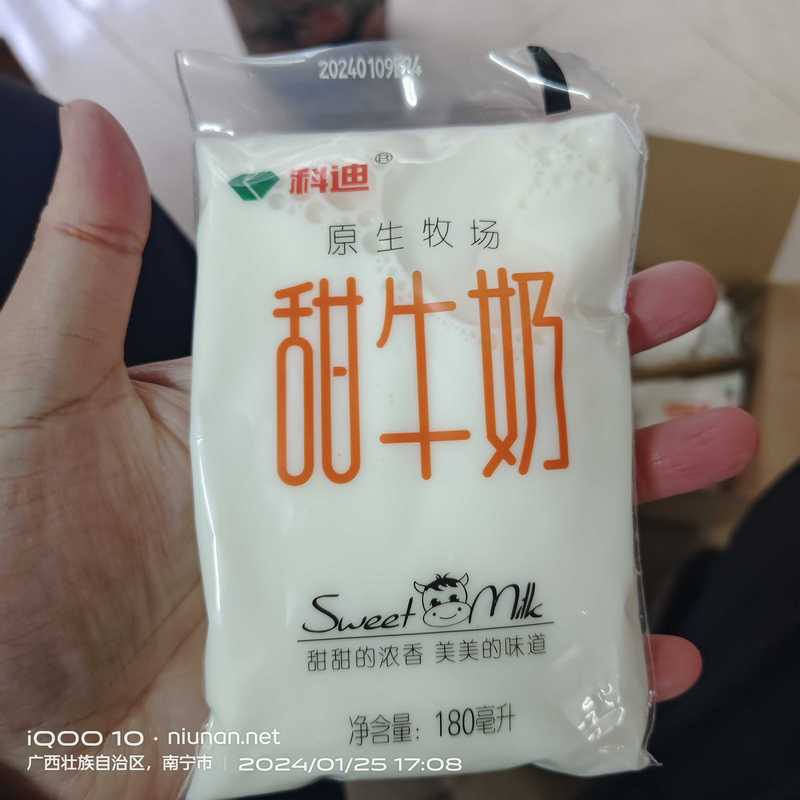 20240109
科迪®
原生牧场
甜牛奶
Sweet Milk
甜甜的浓香 美美的味道
净含量: 180毫升
iQOO 10 · niunan.net
广西壮族自治区, 南宁市 | 2024/01/25 17:08